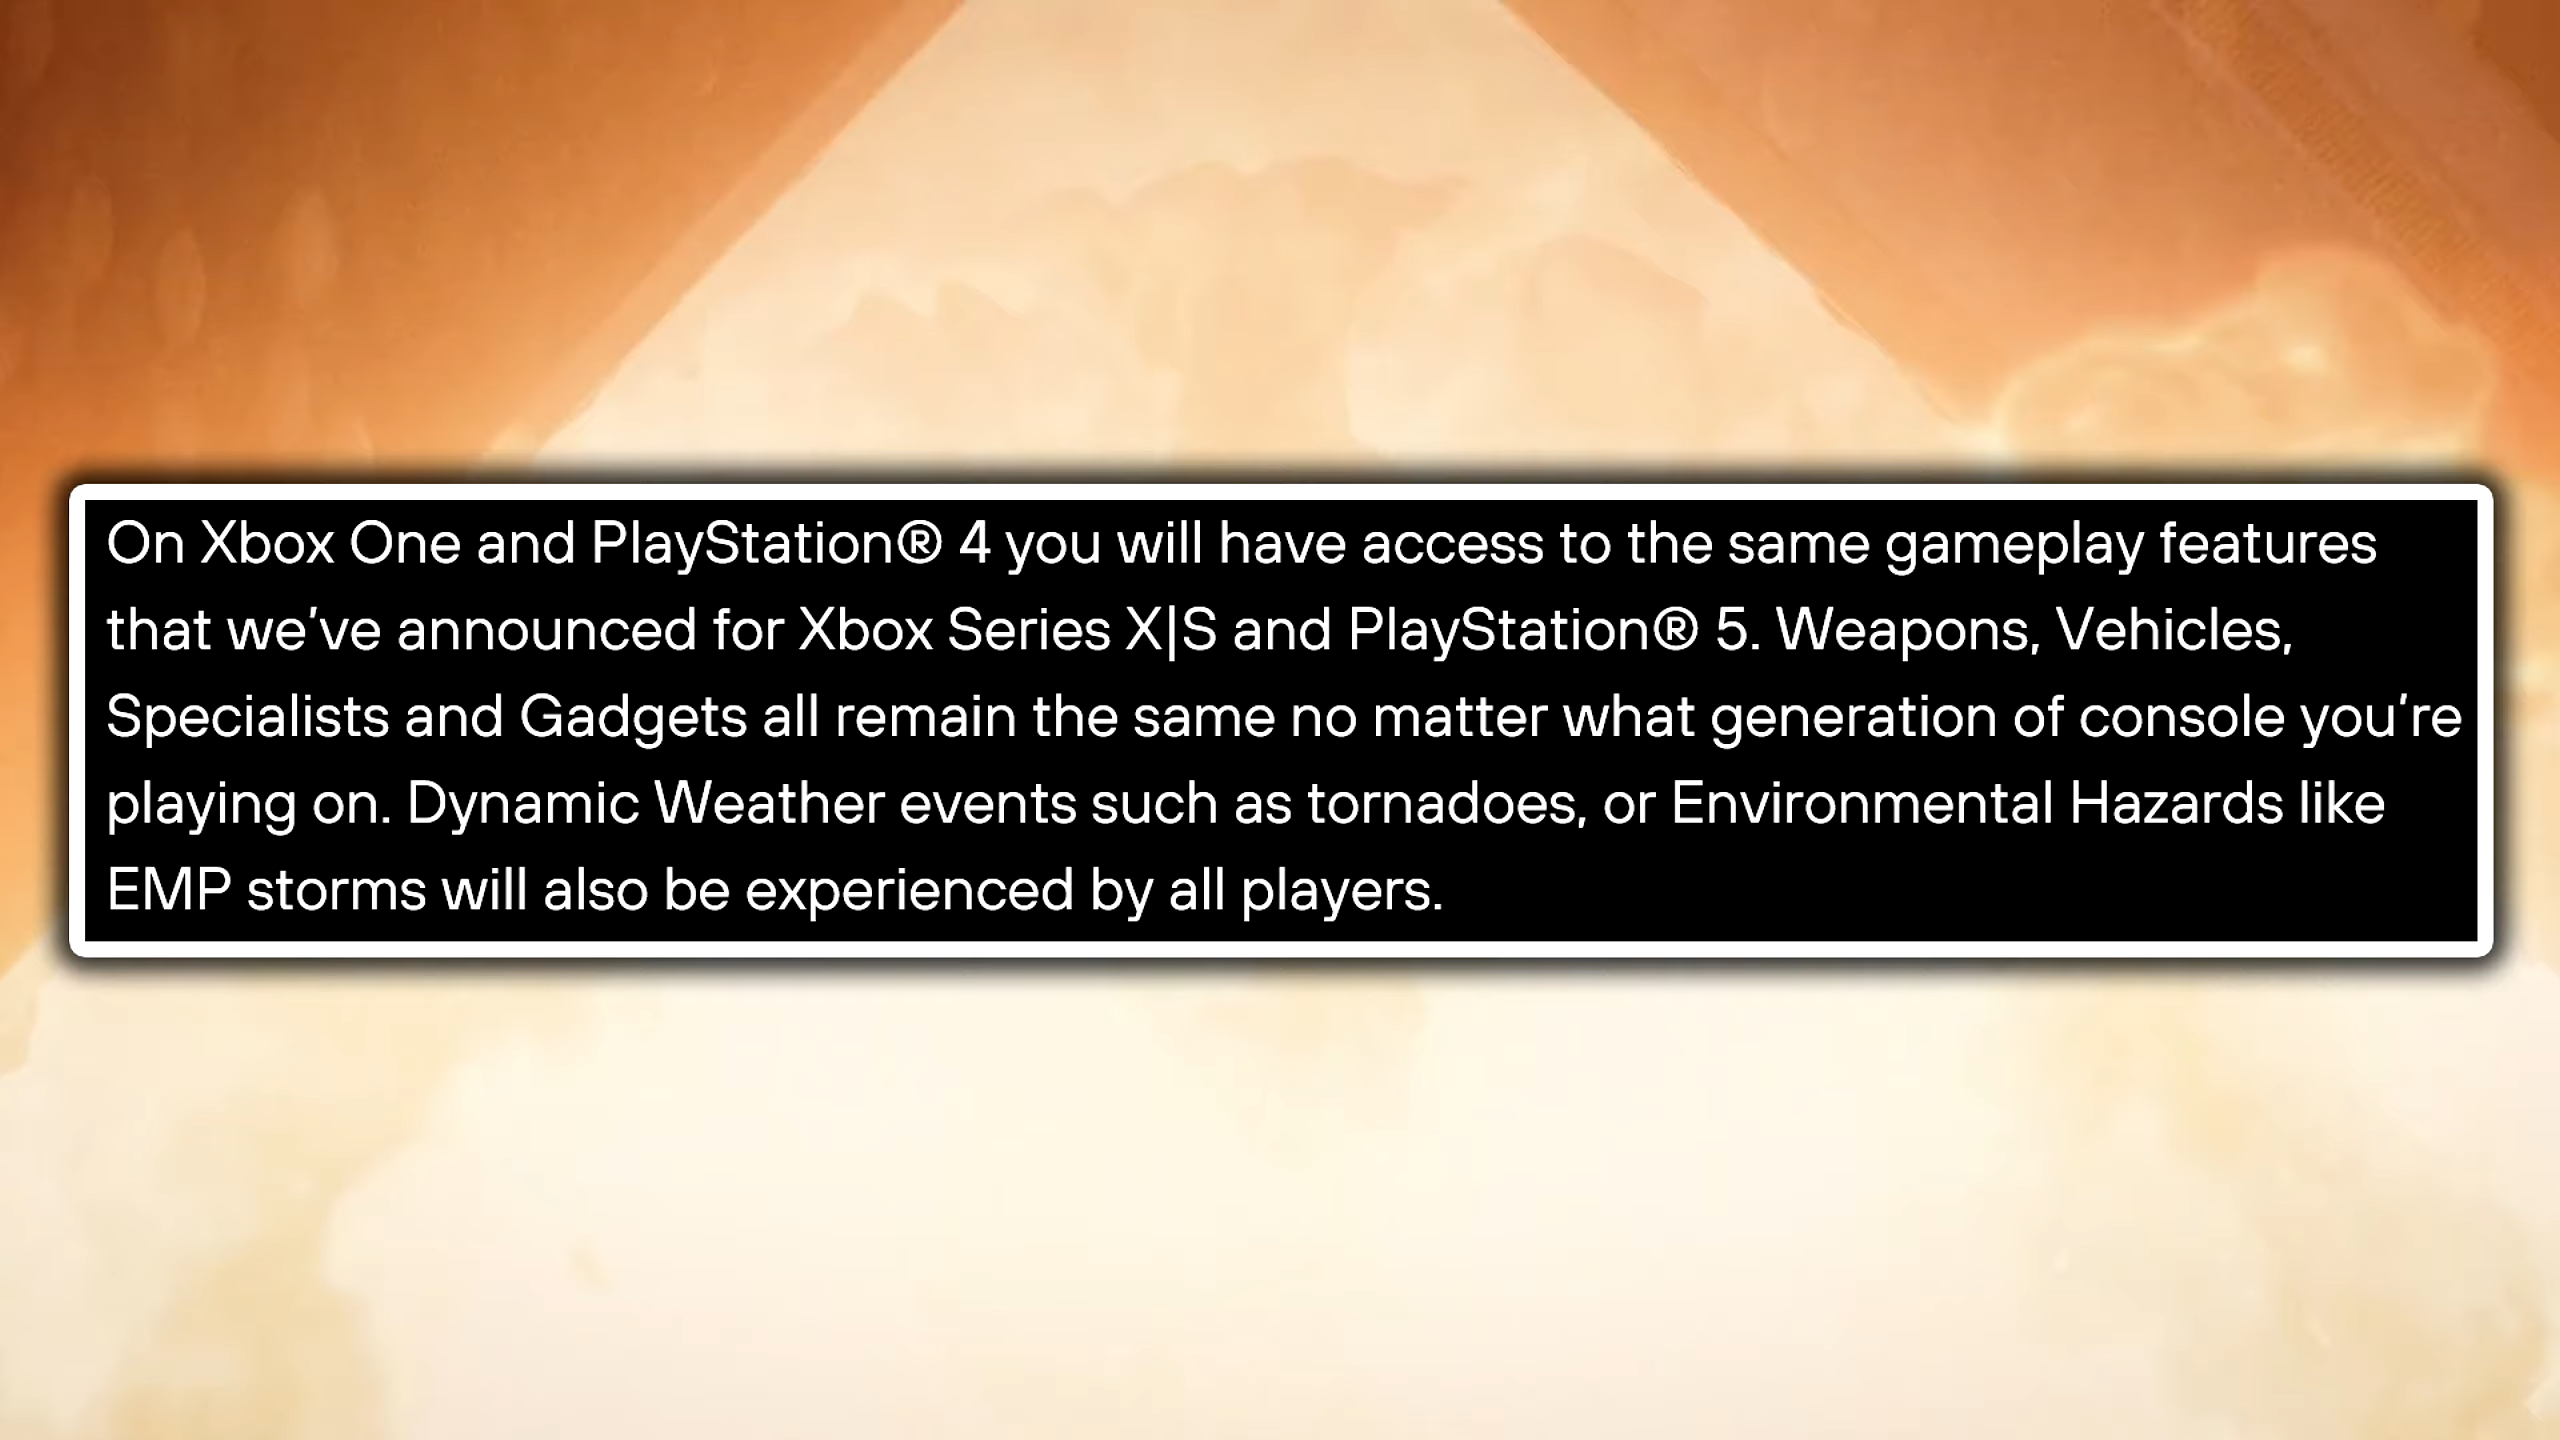 On Xbox One and PlayStation® 4 you will have access to the same gameplay features
that we’ve announced for Xbox Series X|S and PlayStation® 5. Weapons, Vehicles,
Specialists and Gadgets all remain the same no matter what generation of console you’re
playing on. Dynamic Weather events such as tornadoes, or Environmental Hazards like
EMP storms will also be experienced by all players.